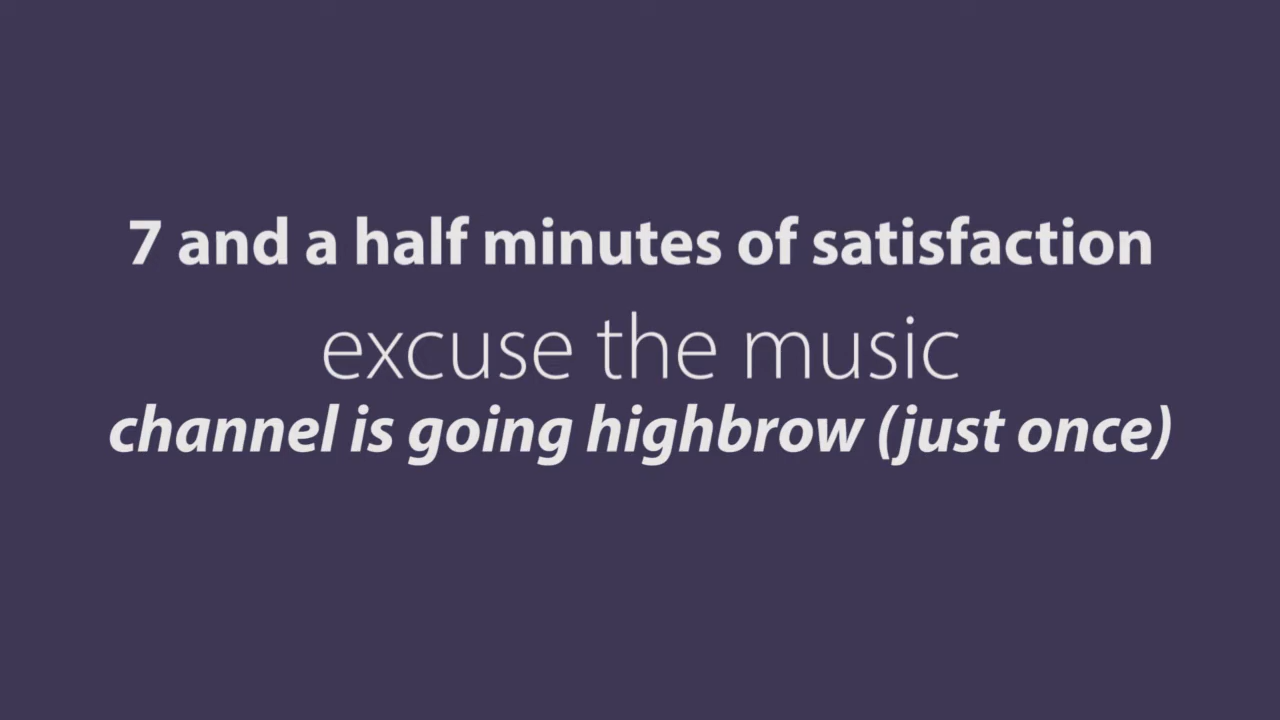 7 and a half minutes of satisfaction
excuse the music
channel is going highbrow (just once)